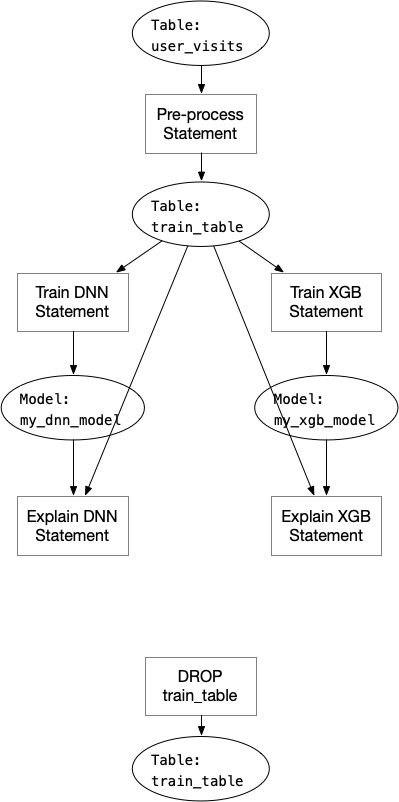 Table:
user_visits
Pre-process
Statement
Table:
train_table
Train DNN
Statement
Train XGB
Statement
Model:
my_dnn_model
Model:
my_xgb_model
Explain DNN
Statement
Explain XGB
Statement
DROP
train_table
Table:
train_table